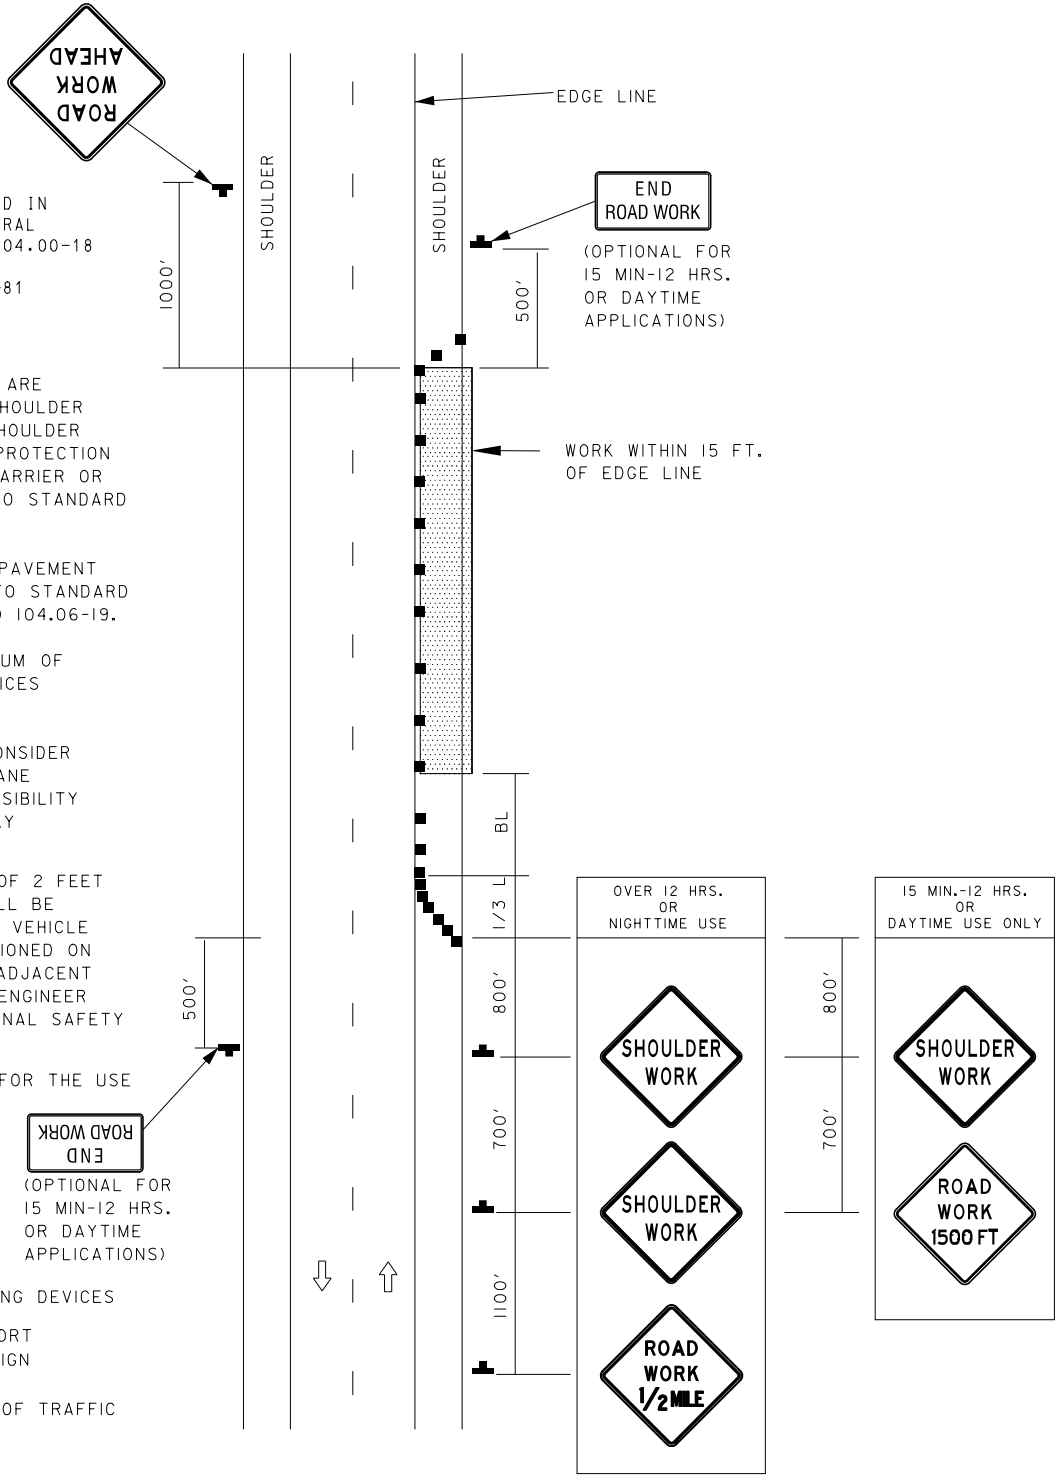 ROAD
WORK
AHEAD
EDGE LINE
SHOULDER
SHOULDER
END
ROAD WORK
(OPTIONAL FOR
15 MIN-12 HRS.
OR DAYTIME
APPLICATIONS)
1000'
500'
D IN
RAL
04.00-18
81
ARE
HOULDER
HOULDER
PROTECTION
ARRIER OR
O STANDARD
WORK WITHIN 15 FT.
OF EDGE LINE
PAVEMENT
TO STANDARD
104.06-19.
UM OF
ICES
ONSIDER
ANE
SIBILITY
AY
BL
1/3 L
OF 2 FEET
LL BE
VEHICLE
IONED ON
ADJACENT
ENGINEER
NAL SAFETY
FOR THE USE
500'
END
ROAD WORK
(OPTIONAL FOR
15 MIN-12 HRS.
OR DAYTIME
APPLICATIONS)
NG DEVICES
ORT
IGN
OF TRAFFIC
800'
700'
1100'
OVER 12 HRS.
OR
NIGHTTIME USE
SHOULDER
WORK
SHOULDER
WORK
ROAD
WORK
1/2 MILE
800'
700'
15 MIN.-12 HRS.
OR
DAYTIME USE ONLY
SHOULDER
WORK
ROAD
WORK
1500 FT